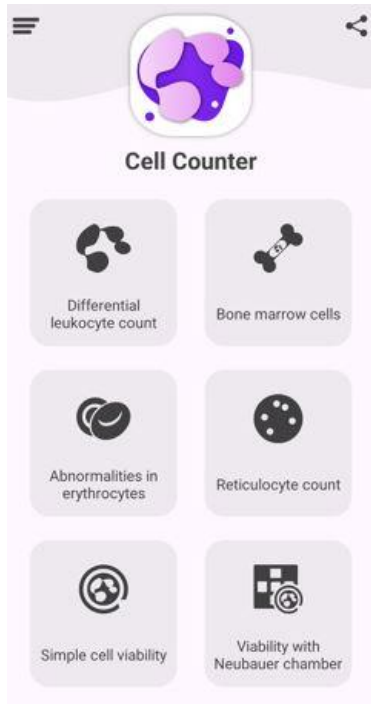 Cell Counter
Differential
leukocyte count
Bone marrow cells
Abnormalities in
erythrocytes
Reticulocyte count
Simple cell viability
Viability with
Neubauer chamber